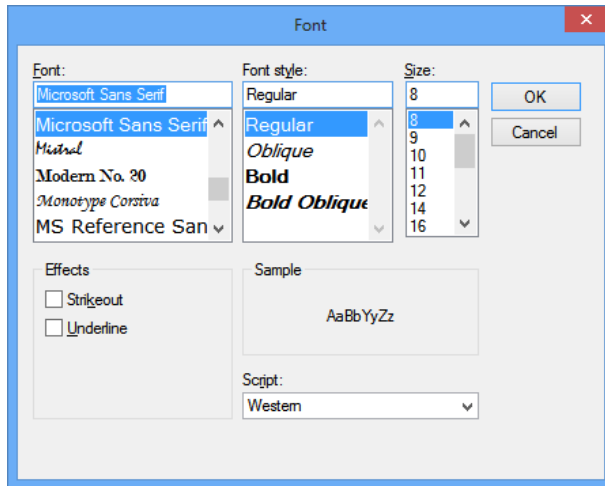 Font
Font: Font style: Size:
Microsoft Sans Serif Regular 8 OK
Microsoft Sans Serif Regular 8 Cancel
Mistral Oblique 9
Modern No. 20 Bold 10
Monotype Corsiva Bold Oblique 11
MS Reference San 12
14
16
Effects Sample
Strikeout AaBbYyZz
Underline
Script:
Western